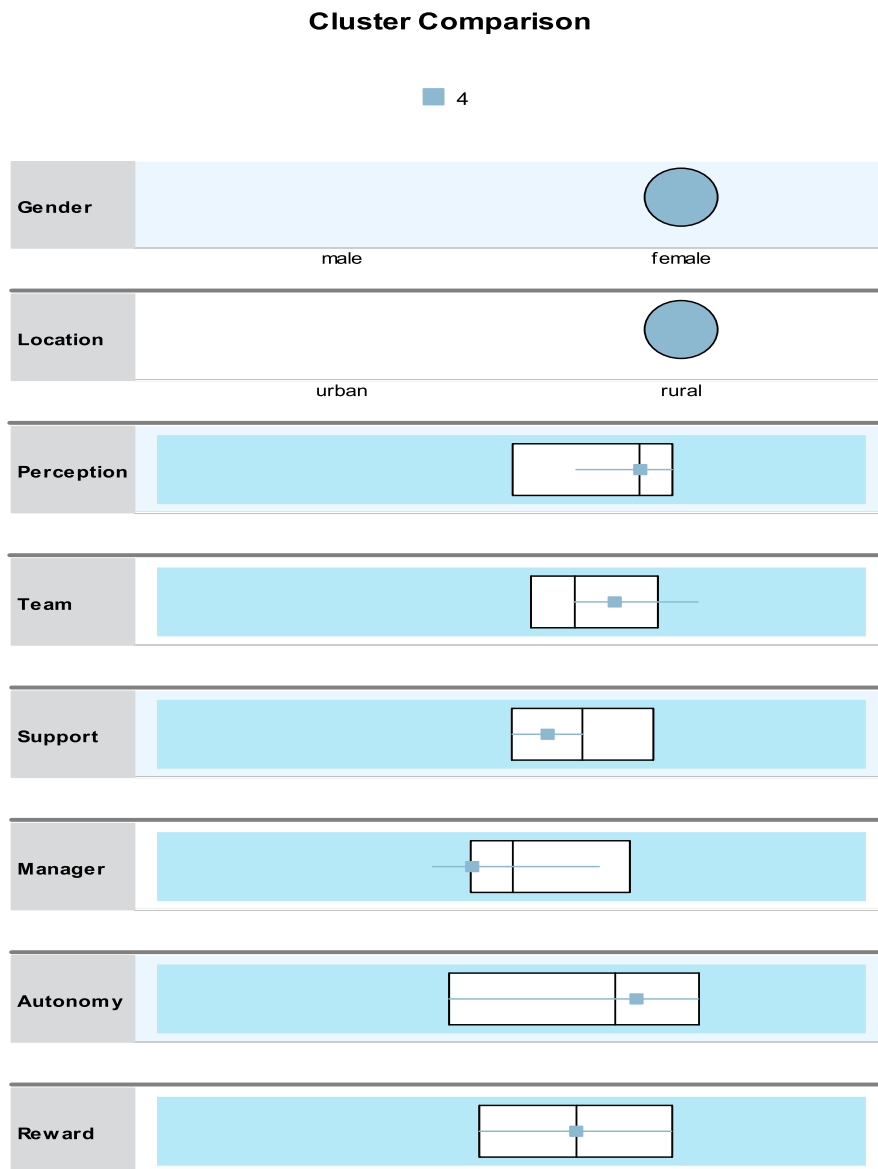 Cluster Comparison
4
Gender
male female
Location
urban rural
Perception
Team
Support
Manager
Autonomy
Reward